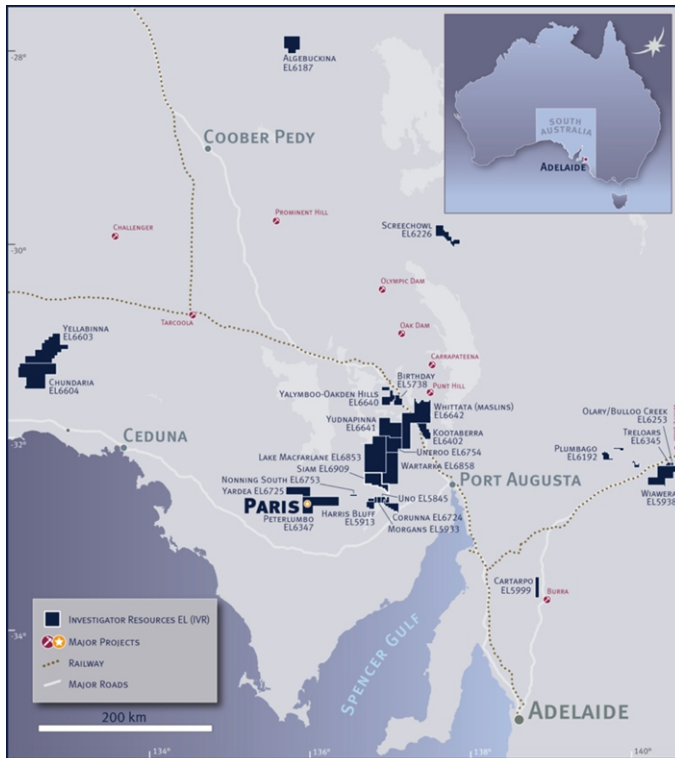 -28°
ALGEBUCKINA
EL6187
SOUTH
AUSTRALIA
ADELAIDE
COOBER PEDY
PROMINENT HILL
CHALLENGER
SCREECHOWL
EL6226
-30°
OLYMPIC DAM
TARCOOLA
OAK DAM
YELLABINNA
EL6603
CARRAPATEENA
CHUNDARIA
EL6604
BIRTHDAY
EL5738
PUNT HILL
YALYMBOO-OAKDEN HILLS
EL6640
WHITTATA (MASLINS)
EL6642
YUDNAPINNA
EL6641
KOOTABERRA
EL6402
OLARY/BULLOO CREEK
EL6253
TRELOARS
EL6345
-32°
CEDUNA
UNEROO EL6754
PLUMBAGO
EL6192
LAKE MACFARLANE EL6853
WARTARKA EL6858
SIAM EL6909
NONNING SOUTH EL6753
PORT AUGUSTA
WIAWERA
EL5938
YARDEA EL6725
UNO EL5845
PARIS
PETERLUMBO
EL6347
HARRIS BLUFF
EL5913
CORUNNA EL6724
MORGANS EL5933
CARTARPO
EL5999
BURRA
INVESTIGATOR RESOURCES EL (IVR)
MAJOR PROJECTS
RAILWAY
MAJOR ROADS
-34°
SPENCER GULF
200 km
ADELAIDE
134°
136°
138°
140°